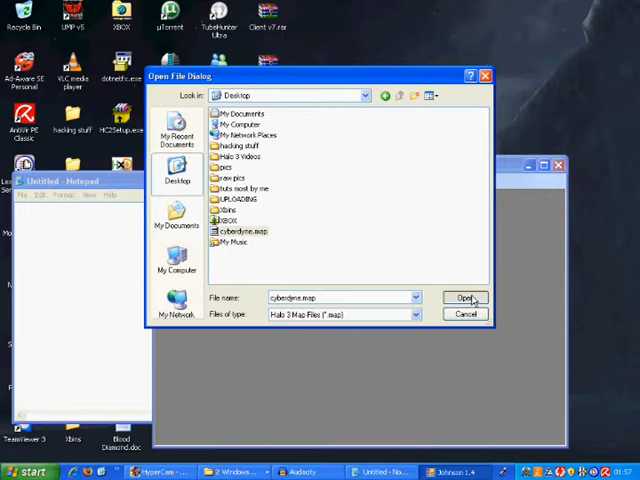 Recycle Bin
UMP v5
XBOX
µTorrent
TubeHunter Ultra
Client v7.rar
Ad-Aware SE Personal
VLC media player
dotnetfx.exe
AntiVir PE Classic
hacking stuff
HC2Setup.exe
Open File Dialog
Look in:
Desktop
My Recent Documents
Desktop
My Documents
My Computer
My Network
My Documents
My Computer
My Network Places
hacking stuff
Halo 3 Videos
pics
raw pics
tuts most by me
UPLOADING
Xbins
XBOX
cyberdyne.map
My Music
File name:
cyberdyne.map
Open
Files of type:
Halo 3 Map Files (*.map)
Cancel
Untitled - Notepad
File Edit Format View Help
TeamViewer 3
Xbins
Blood Diamond.doc
start
HyperCam - ...
2 Windows...
Audacity
Untitled - No...
Johnson 1.4
01:57